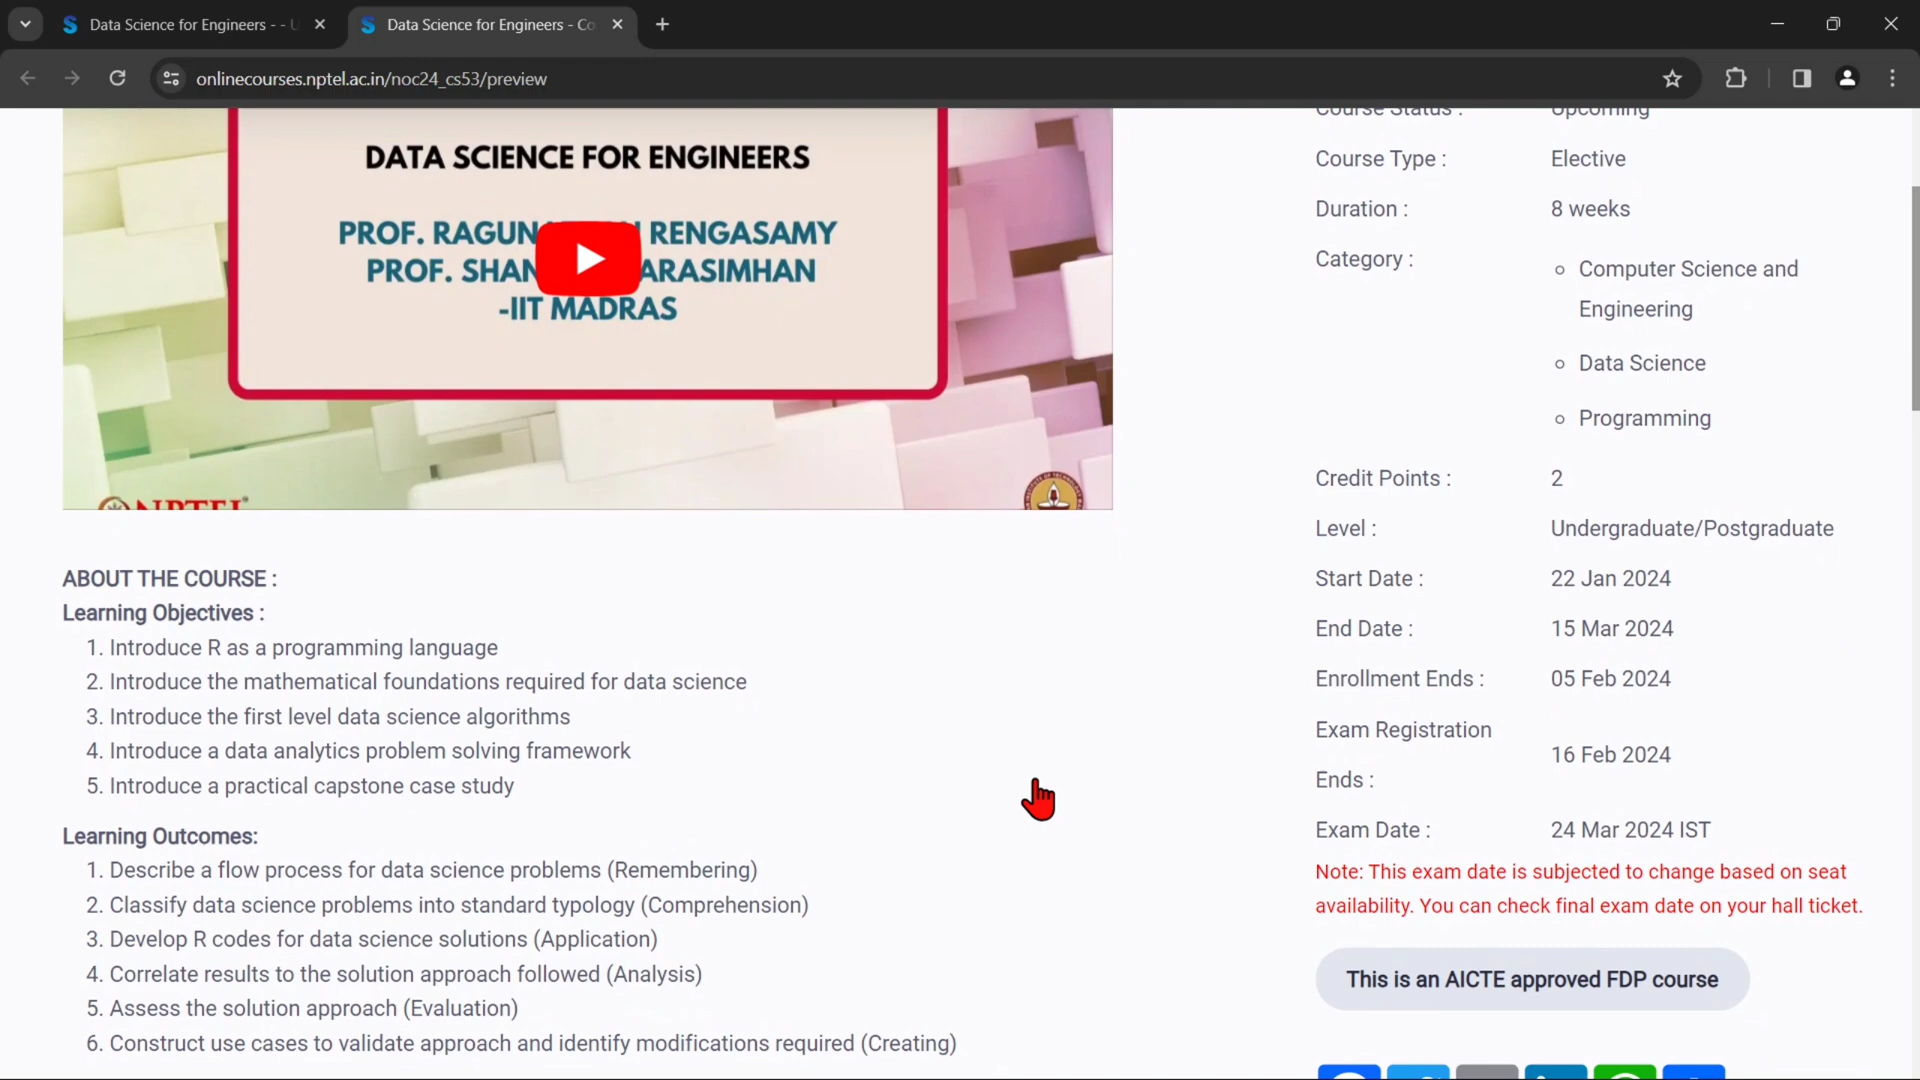 Data Science for Engineers - - U
Data Science for Engineers - Co
onlinecourses.nptel.ac.in/noc24_cs53/preview
DATA SCIENCE FOR ENGINEERS
PROF. RAGUN RENGASAMY
PROF. SHAN ARASIMHAN
-IIT MADRAS
NPTEL
ABOUT THE COURSE :
Learning Objectives :
1. Introduce R as a programming language
2. Introduce the mathematical foundations required for data science
3. Introduce the first level data science algorithms
4. Introduce a data analytics problem solving framework
5. Introduce a practical capstone case study
Learning Outcomes:
1. Describe a flow process for data science problems (Remembering)
2. Classify data science problems into standard typology (Comprehension)
3. Develop R codes for data science solutions (Application)
4. Correlate results to the solution approach followed (Analysis)
5. Assess the solution approach (Evaluation)
6. Construct use cases to validate approach and identify modifications required (Creating)
Course Status : Upcoming
Course Type : Elective
Duration : 8 weeks
Category :
Computer Science and
Engineering
Data Science
Programming
Credit Points : 2
Level : Undergraduate/Postgraduate
Start Date : 22 Jan 2024
End Date : 15 Mar 2024
Enrollment Ends : 05 Feb 2024
Exam Registration
Ends : 16 Feb 2024
Exam Date : 24 Mar 2024 IST
Note: This exam date is subjected to change based on seat
availability. You can check final exam date on your hall ticket.
This is an AICTE approved FDP course